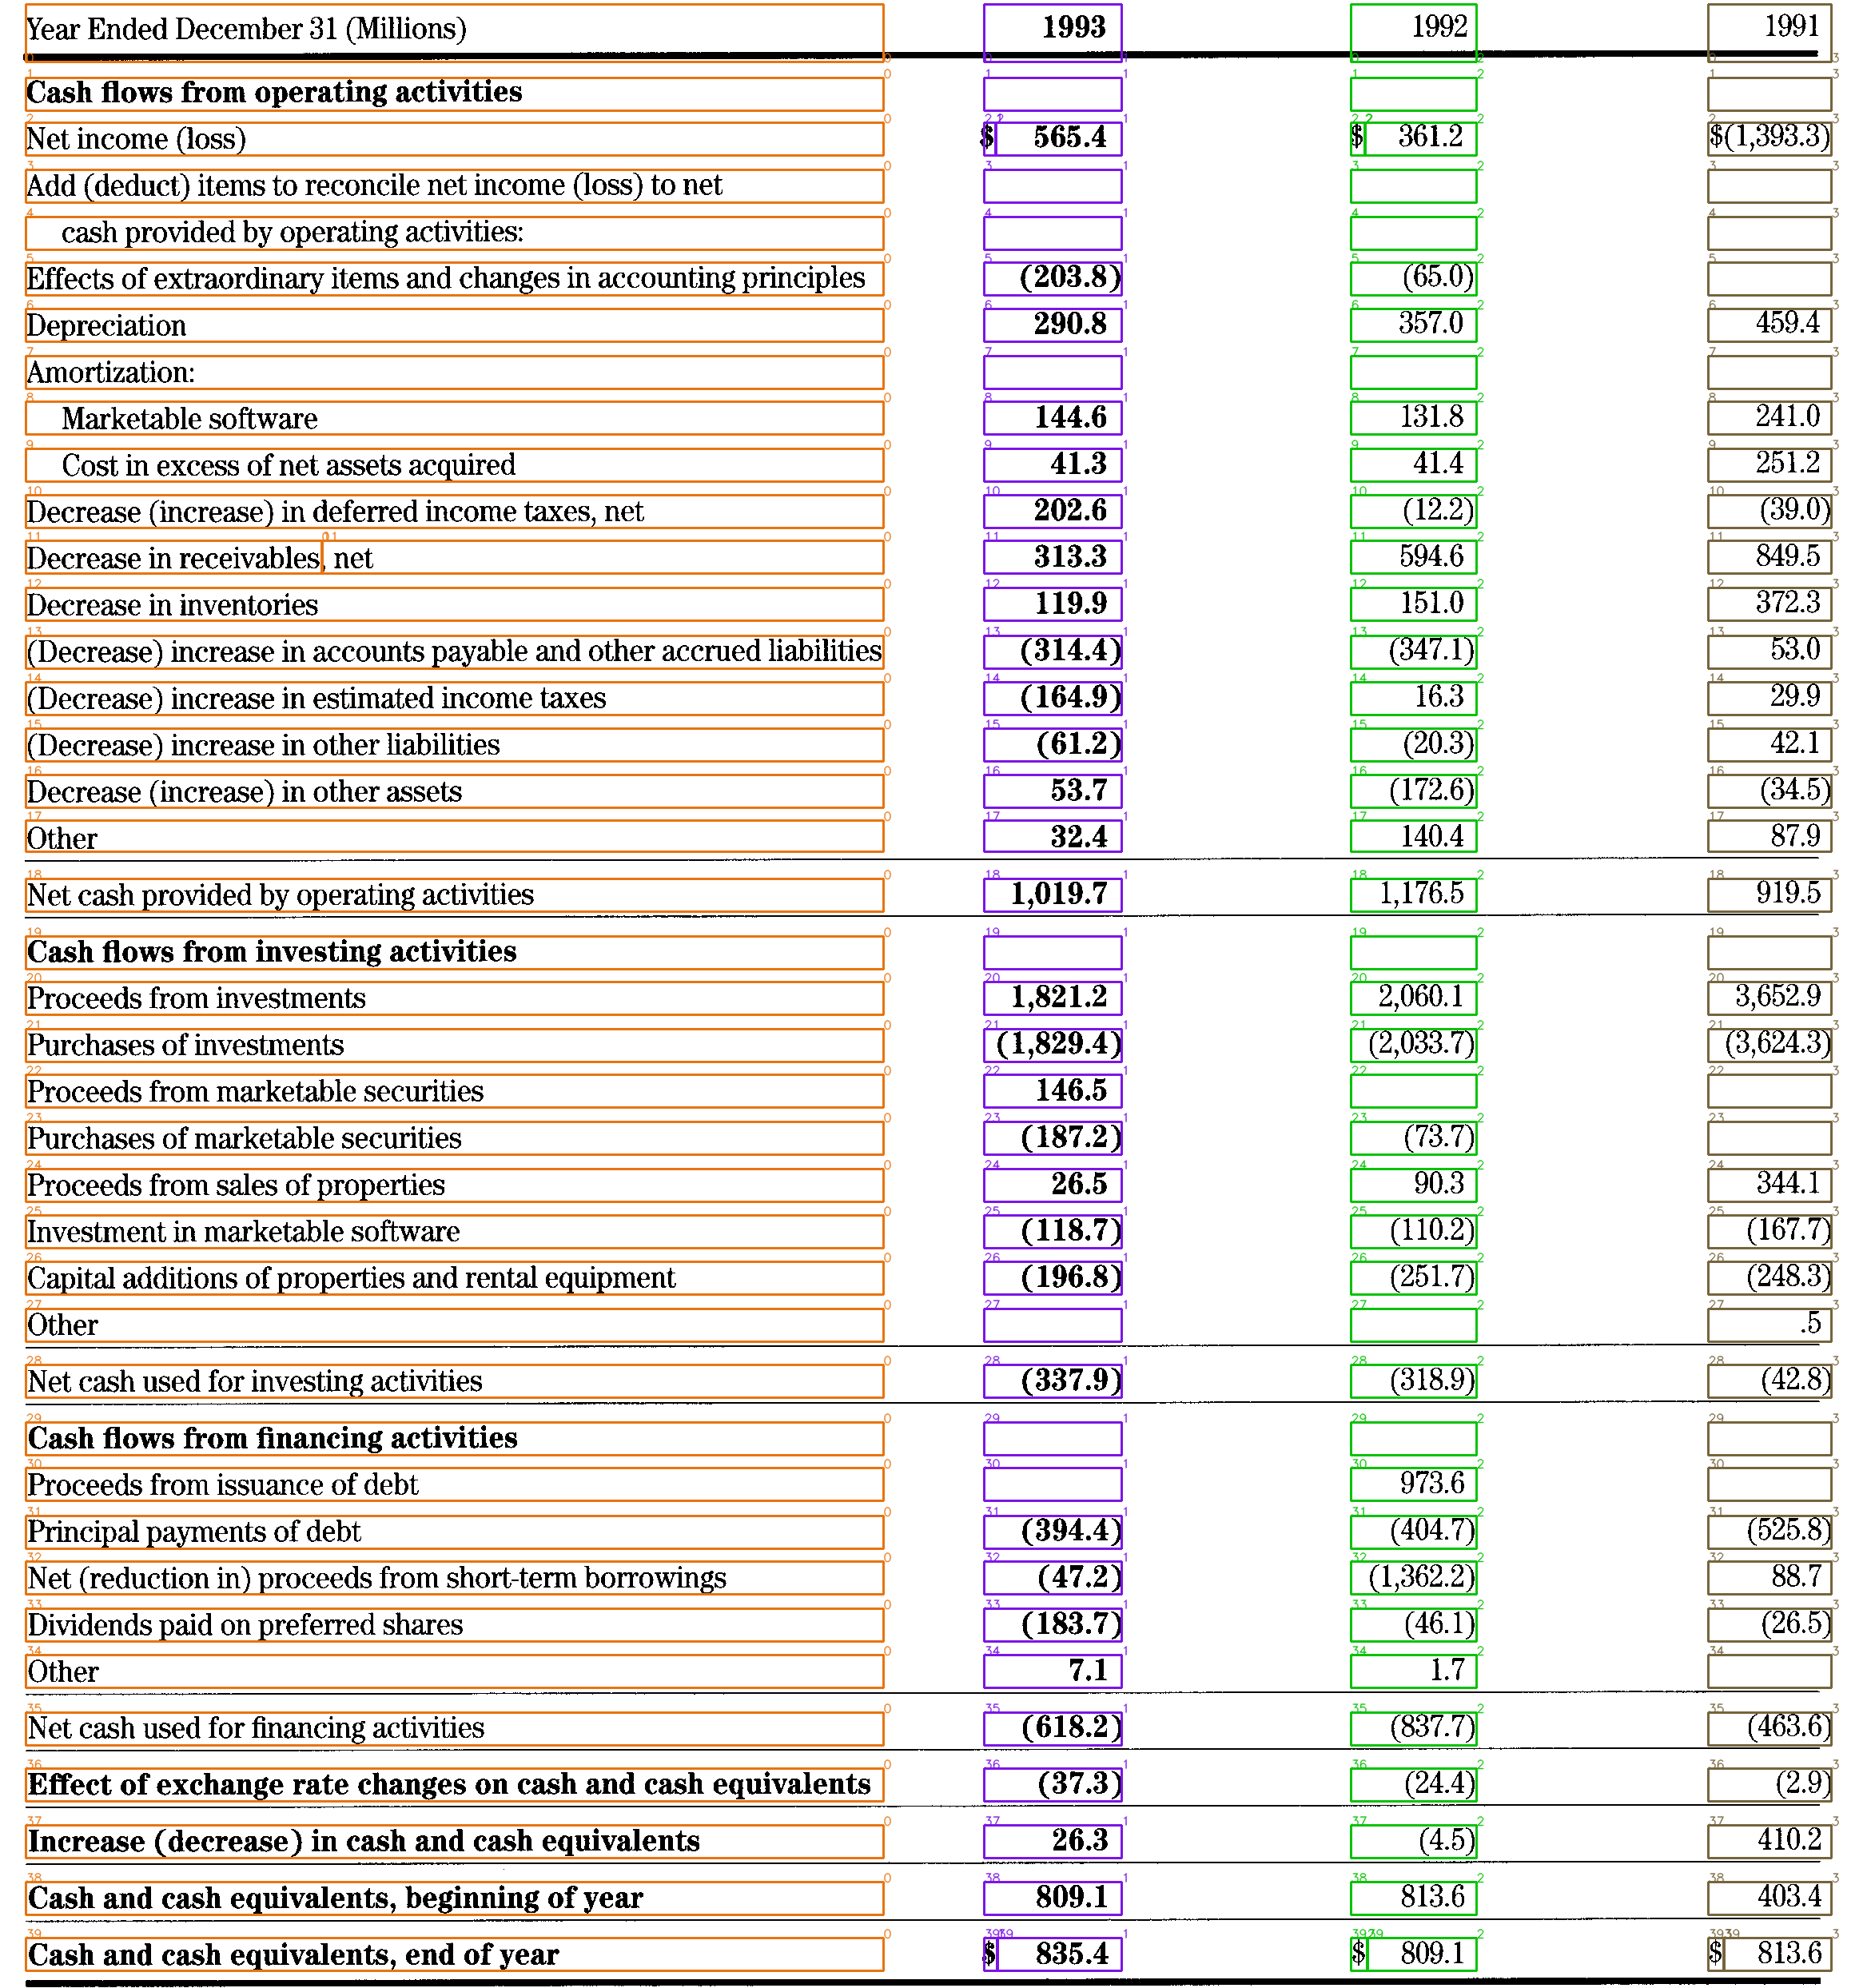 Year Ended December 31 (Millions) 1993 1992 1991
Cash flows from operating activities
Net income (loss) $ 565.4 $ 361.2 $(1,393.3)
Add (deduct) items to reconcile net income (loss) to net
cash provided by operating activities:
Effects of extraordinary items and changes in accounting principles (203.8) (65.0)
Depreciation 290.8 357.0 459.4
Amortization:
Marketable software 144.6 131.8 241.0
Cost in excess of net assets acquired 41.3 41.4 251.2
Decrease (increase) in deferred income taxes, net 202.6 (12.2) (39.0)
Decrease in receivables, net 313.3 594.6 849.5
Decrease in inventories 119.9 151.0 372.3
(Decrease) increase in accounts payable and other accrued liabilities (314.4) (347.1) 53.0
(Decrease) increase in estimated income taxes (164.9) 16.3 29.9
(Decrease) increase in other liabilities (61.2) (20.3) 42.1
Decrease (increase) in other assets 53.7 (172.6) (34.5)
Other 32.4 140.4 87.9
Net cash provided by operating activities 1,019.7 1,176.5 919.5
Cash flows from investing activities
Proceeds from investments 1,821.2 2,060.1 3,652.9
Purchases of investments (1,829.4) (2,033.7) (3,624.3)
Proceeds from marketable securities 146.5
Purchases of marketable securities (187.2) (73.7)
Proceeds from sales of properties 26.5 90.3 344.1
Investment in marketable software (118.7) (110.2) (167.7)
Capital additions of properties and rental equipment (196.8) (251.7) (248.3)
Other .5
Net cash used for investing activities (337.9) (318.9) (42.8)
Cash flows from financing activities
Proceeds from issuance of debt 973.6
Principal payments of debt (394.4) (404.7) (525.8)
Net (reduction in) proceeds from short-term borrowings (47.2) (1,362.2) 88.7
Dividends paid on preferred shares (183.7) (46.1) (26.5)
Other 7.1 1.7
Net cash used for financing activities (618.2) (837.7) (463.6)
Effect of exchange rate changes on cash and cash equivalents (37.3) (24.4) (2.9)
Increase (decrease) in cash and cash equivalents 26.3 (4.5) 410.2
Cash and cash equivalents, beginning of year 809.1 813.6 403.4
Cash and cash equivalents, end of year $ 835.4 $ 809.1 $ 813.6